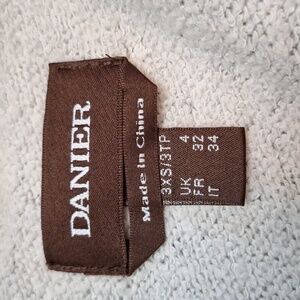 DANIER
Made in China
3XS/3TP
UK 4
FR 32
IT 34